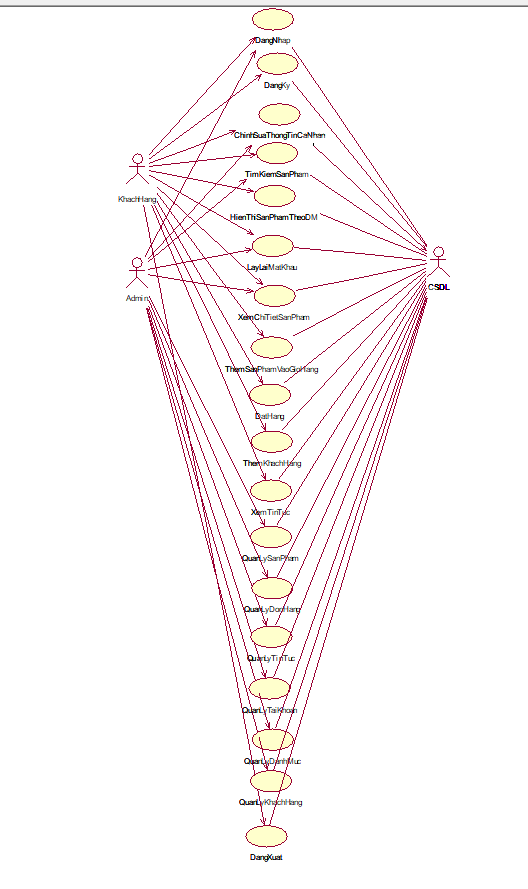 DangNhap
DangKy
ChinhSuaThongTinCaNhan
TimKiemSanPham
KhachHang
HienThiSanPhamTheoDM
LayLaiMatKhau
CSDL
Admin
XemChiTietSanPham
ThemSanPhamVaoGioHang
DatHang
ThemKhachHang
XemTinTuc
QuanLySanPham
QuanLyDonHang
QuanLyTinTuc
QuanLyTaiKhoan
QuanLyDanhMuc
QuanLyKhachHang
DangXuat